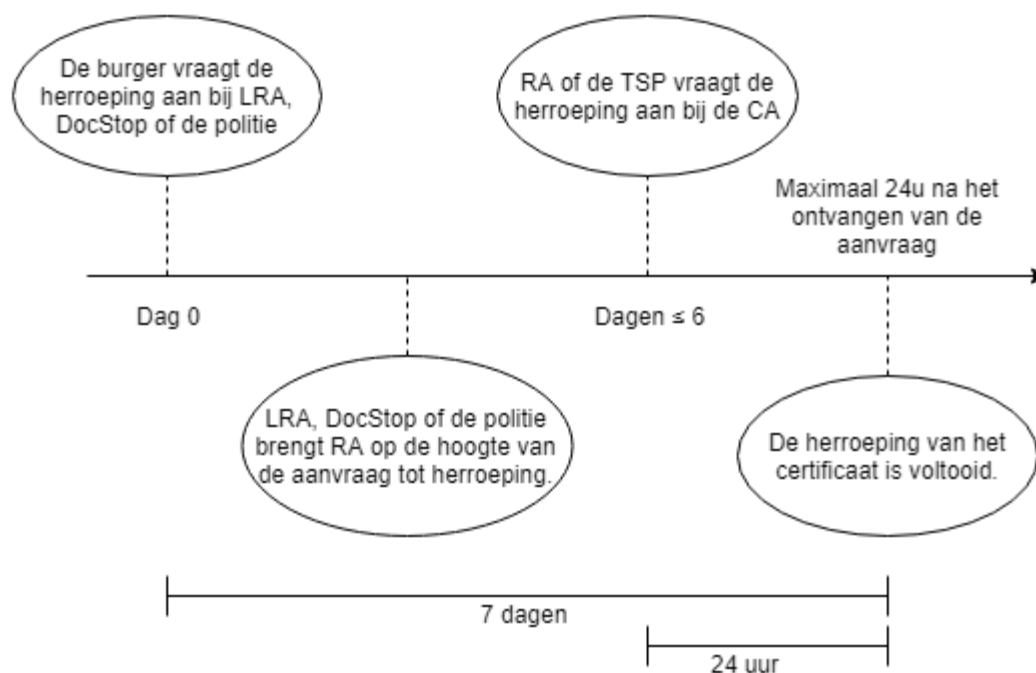 De burger vraagt de
herroeping aan bij LRA,
DocStop of de politie
RA of de TSP vraagt de
herroeping aan bij de CA
Maximaal 24u na het
ontvangen van de
aanvraag
Dag 0
Dagen ≤ 6
LRA, DocStop of de politie
brengt RA op de hoogte van
de aanvraag tot herroeping.
De herroeping van het
certificaat is voltooid.
7 dagen
24 uur